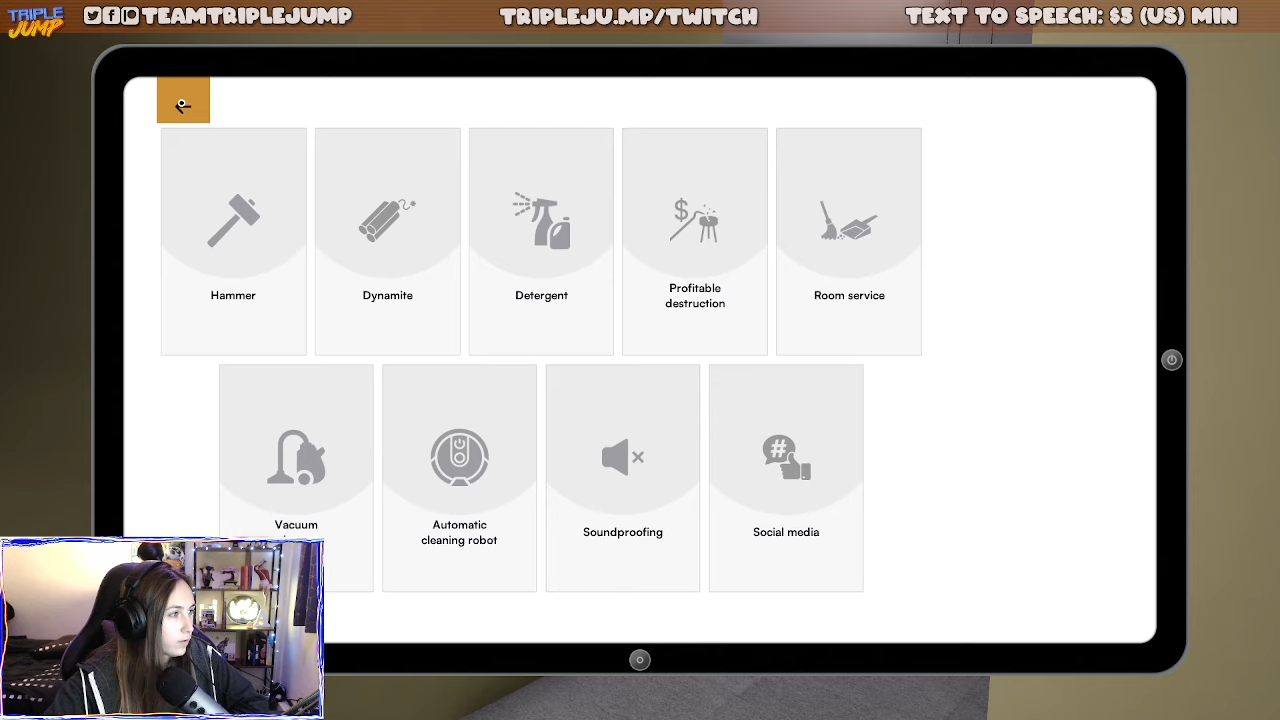 TRIPLE
JUMP
TEAMTRIPLEJUMP
TRIPLEJU.MP/TWITCH
TEXT TO SPEECH: $5 (US) MIN
Hammer
Dynamite
Detergent
Profitable
destruction
Room service
Vacuum
Automatic
cleaning robot
Soundproofing
Social media